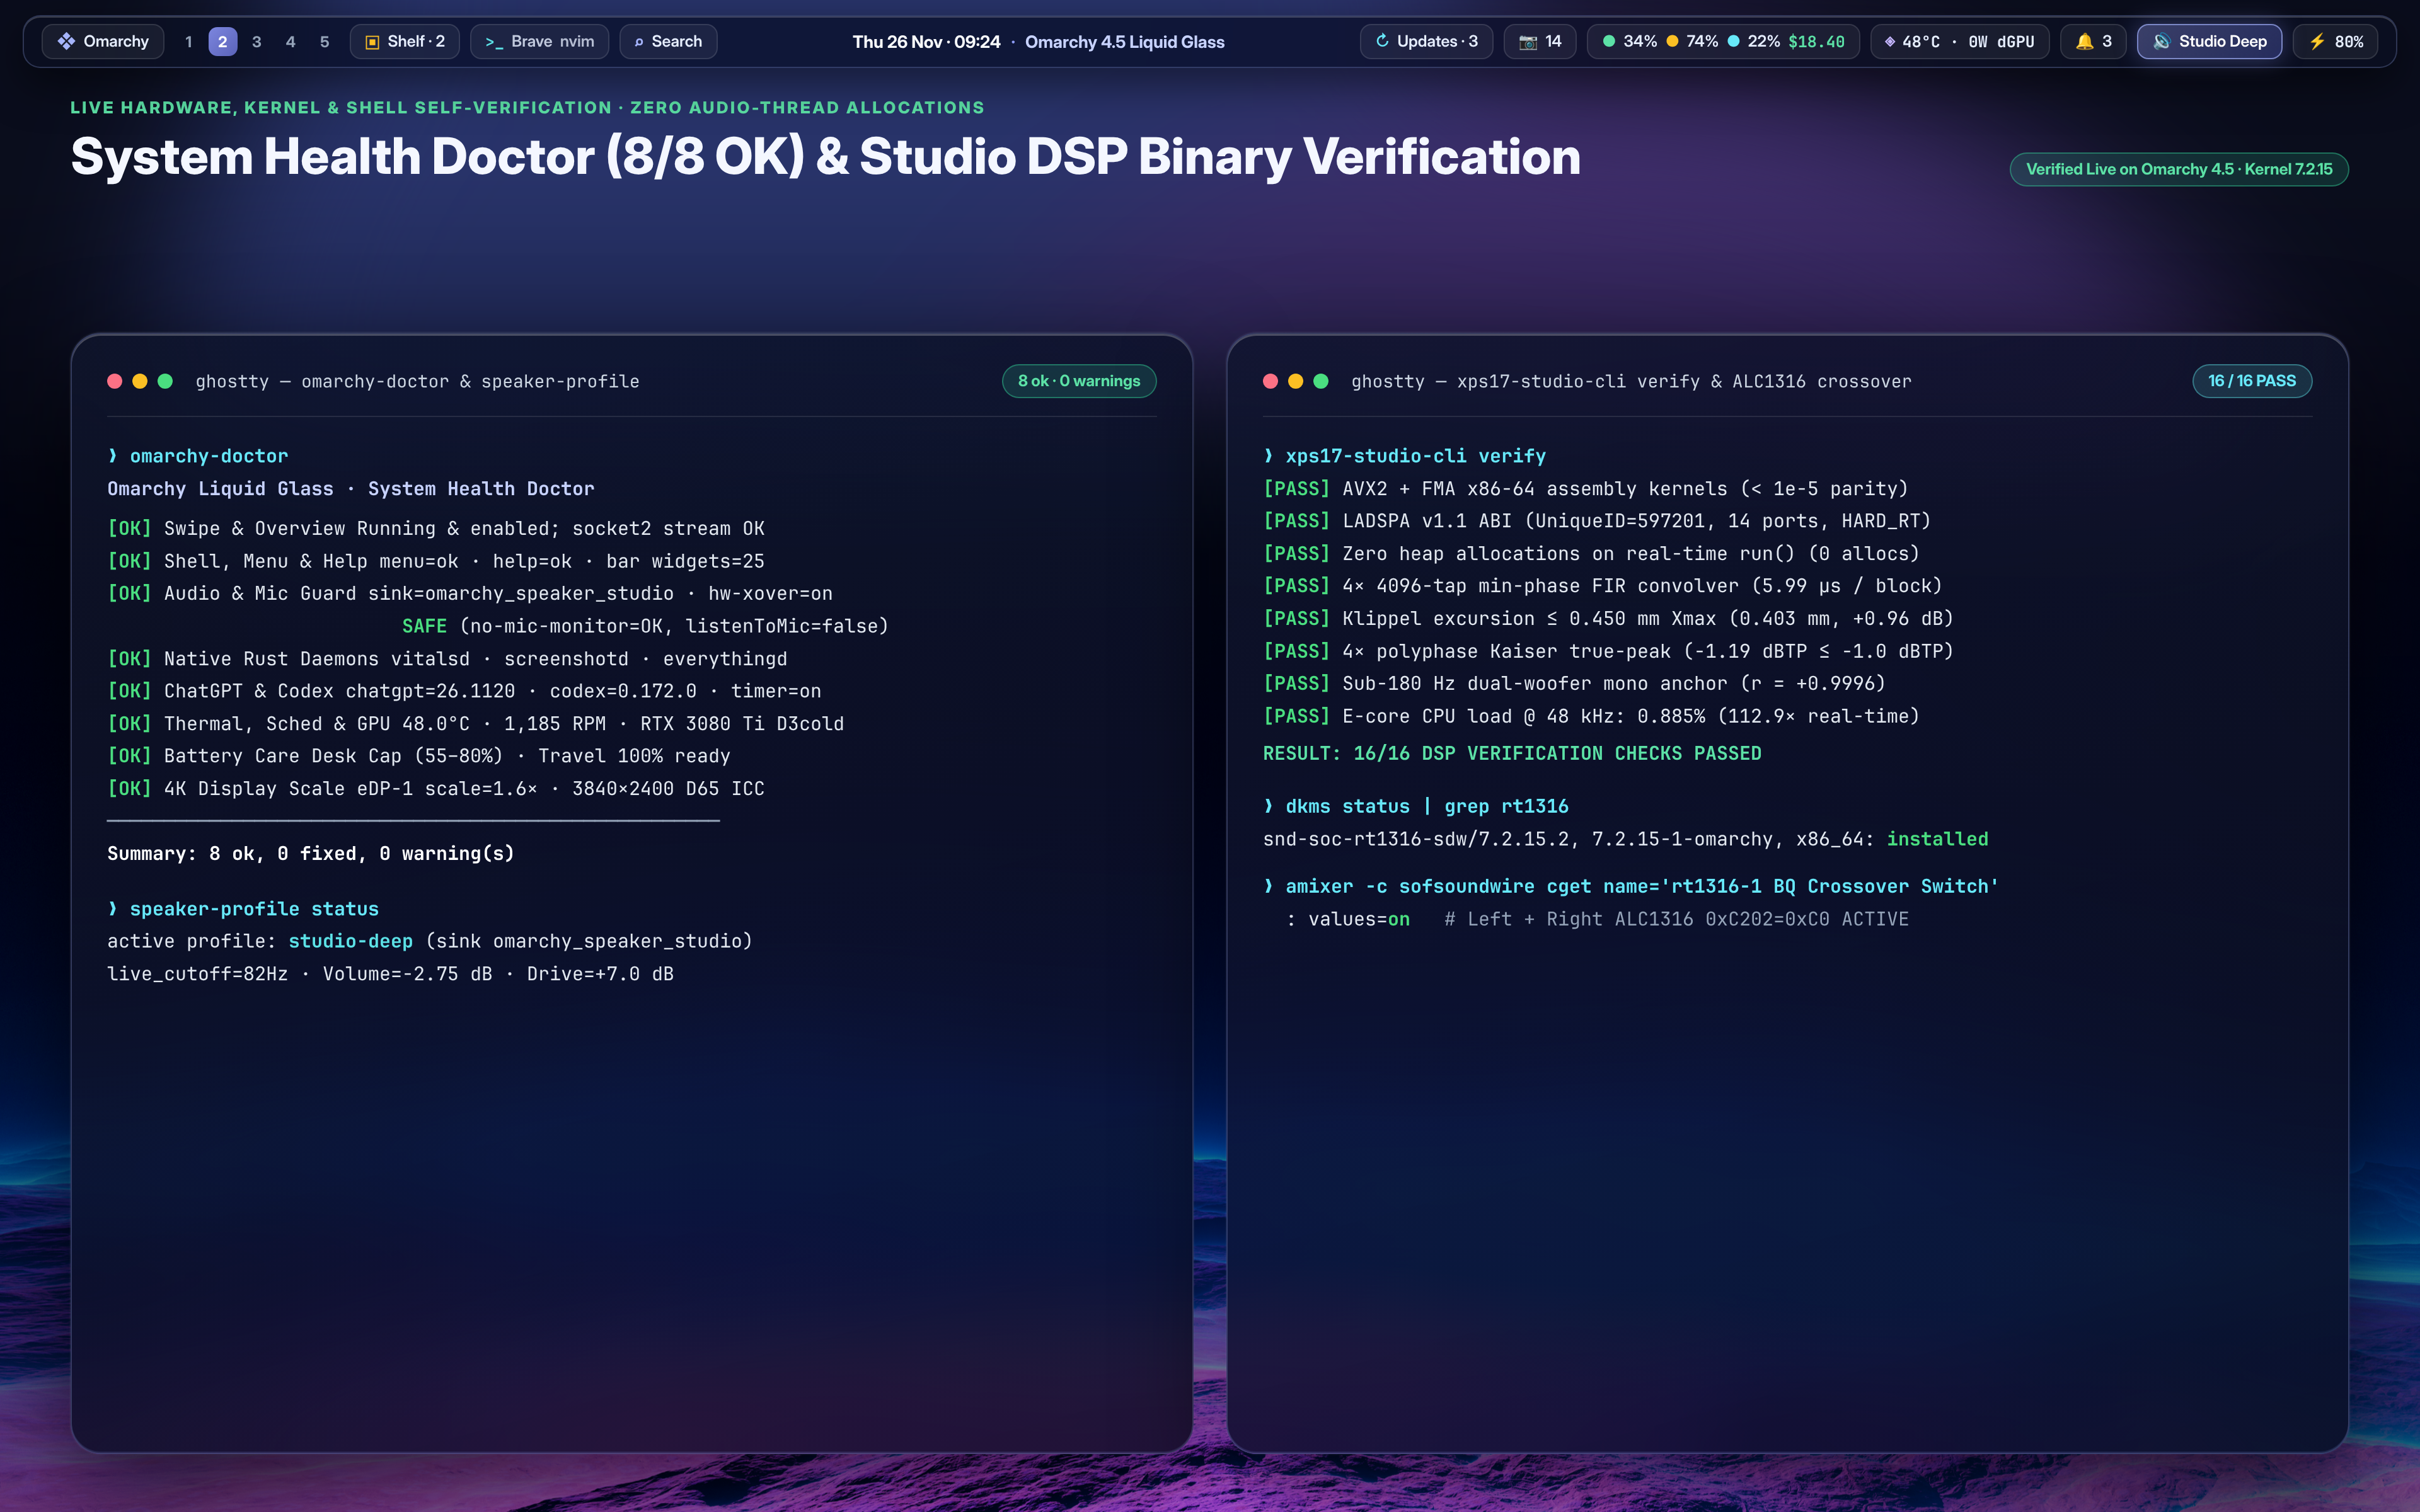 Omarchy 1 2 3 4 5 Shelf · 2 >_ Brave nvim Search Thu 26 Nov · 09:24 · Omarchy 4.5 Liquid Glass Updates · 3 14 34% 74% 22% $18.40 48°C · 0W dGPU 3 Studio Deep 80%
LIVE HARDWARE, KERNEL & SHELL SELF-VERIFICATION · ZERO AUDIO-THREAD ALLOCATIONS
System Health Doctor (8/8 OK) & Studio DSP Binary Verification
Verified Live on Omarchy 4.5 · Kernel 7.2.15
ghostty — omarchy-doctor & speaker-profile
8 ok · 0 warnings
❯ omarchy-doctor
Omarchy Liquid Glass · System Health Doctor
[OK] Swipe & Overview Running & enabled; socket2 stream OK
[OK] Shell, Menu & Help menu=ok · help=ok · bar widgets=25
[OK] Audio & Mic Guard sink=omarchy_speaker_studio · hw-xover=on
SAFE (no-mic-monitor=OK, listenToMic=false)
[OK] Native Rust Daemons vitalsd · screenshotd · everythingd
[OK] ChatGPT & Codex chatgpt=26.1120 · codex=0.172.0 · timer=on
[OK] Thermal, Sched & GPU 48.0°C · 1,185 RPM · RTX 3080 Ti D3cold
[OK] Battery Care Desk Cap (55–80%) · Travel 100% ready
[OK] 4K Display Scale eDP-1 scale=1.6× · 3840×2400 D65 ICC
Summary: 8 ok, 0 fixed, 0 warning(s)
❯ speaker-profile status
active profile: studio-deep (sink omarchy_speaker_studio)
live_cutoff=82Hz · Volume=-2.75 dB · Drive=+7.0 dB
ghostty — xps17-studio-cli verify & ALC1316 crossover
16 / 16 PASS
❯ xps17-studio-cli verify
[PASS] AVX2 + FMA x86-64 assembly kernels (< 1e-5 parity)
[PASS] LADSPA v1.1 ABI (UniqueID=597201, 14 ports, HARD_RT)
[PASS] Zero heap allocations on real-time run() (0 allocs)
[PASS] 4× 4096-tap min-phase FIR convolver (5.99 µs / block)
[PASS] Klippel excursion ≤ 0.450 mm Xmax (0.403 mm, +0.96 dB)
[PASS] 4× polyphase Kaiser true-peak (-1.19 dBTP ≤ -1.0 dBTP)
[PASS] Sub-180 Hz dual-woofer mono anchor (r = +0.9996)
[PASS] E-core CPU load @ 48 kHz: 0.885% (112.9× real-time)
RESULT: 16/16 DSP VERIFICATION CHECKS PASSED
❯ dkms status | grep rt1316
snd-soc-rt1316-sdw/7.2.15.2, 7.2.15-1-omarchy, x86_64: installed
❯ amixer -c sofsoundwire cget name='rt1316-1 BQ Crossover Switch'
: values=on # Left + Right ALC1316 0xC202=0xC0 ACTIVE